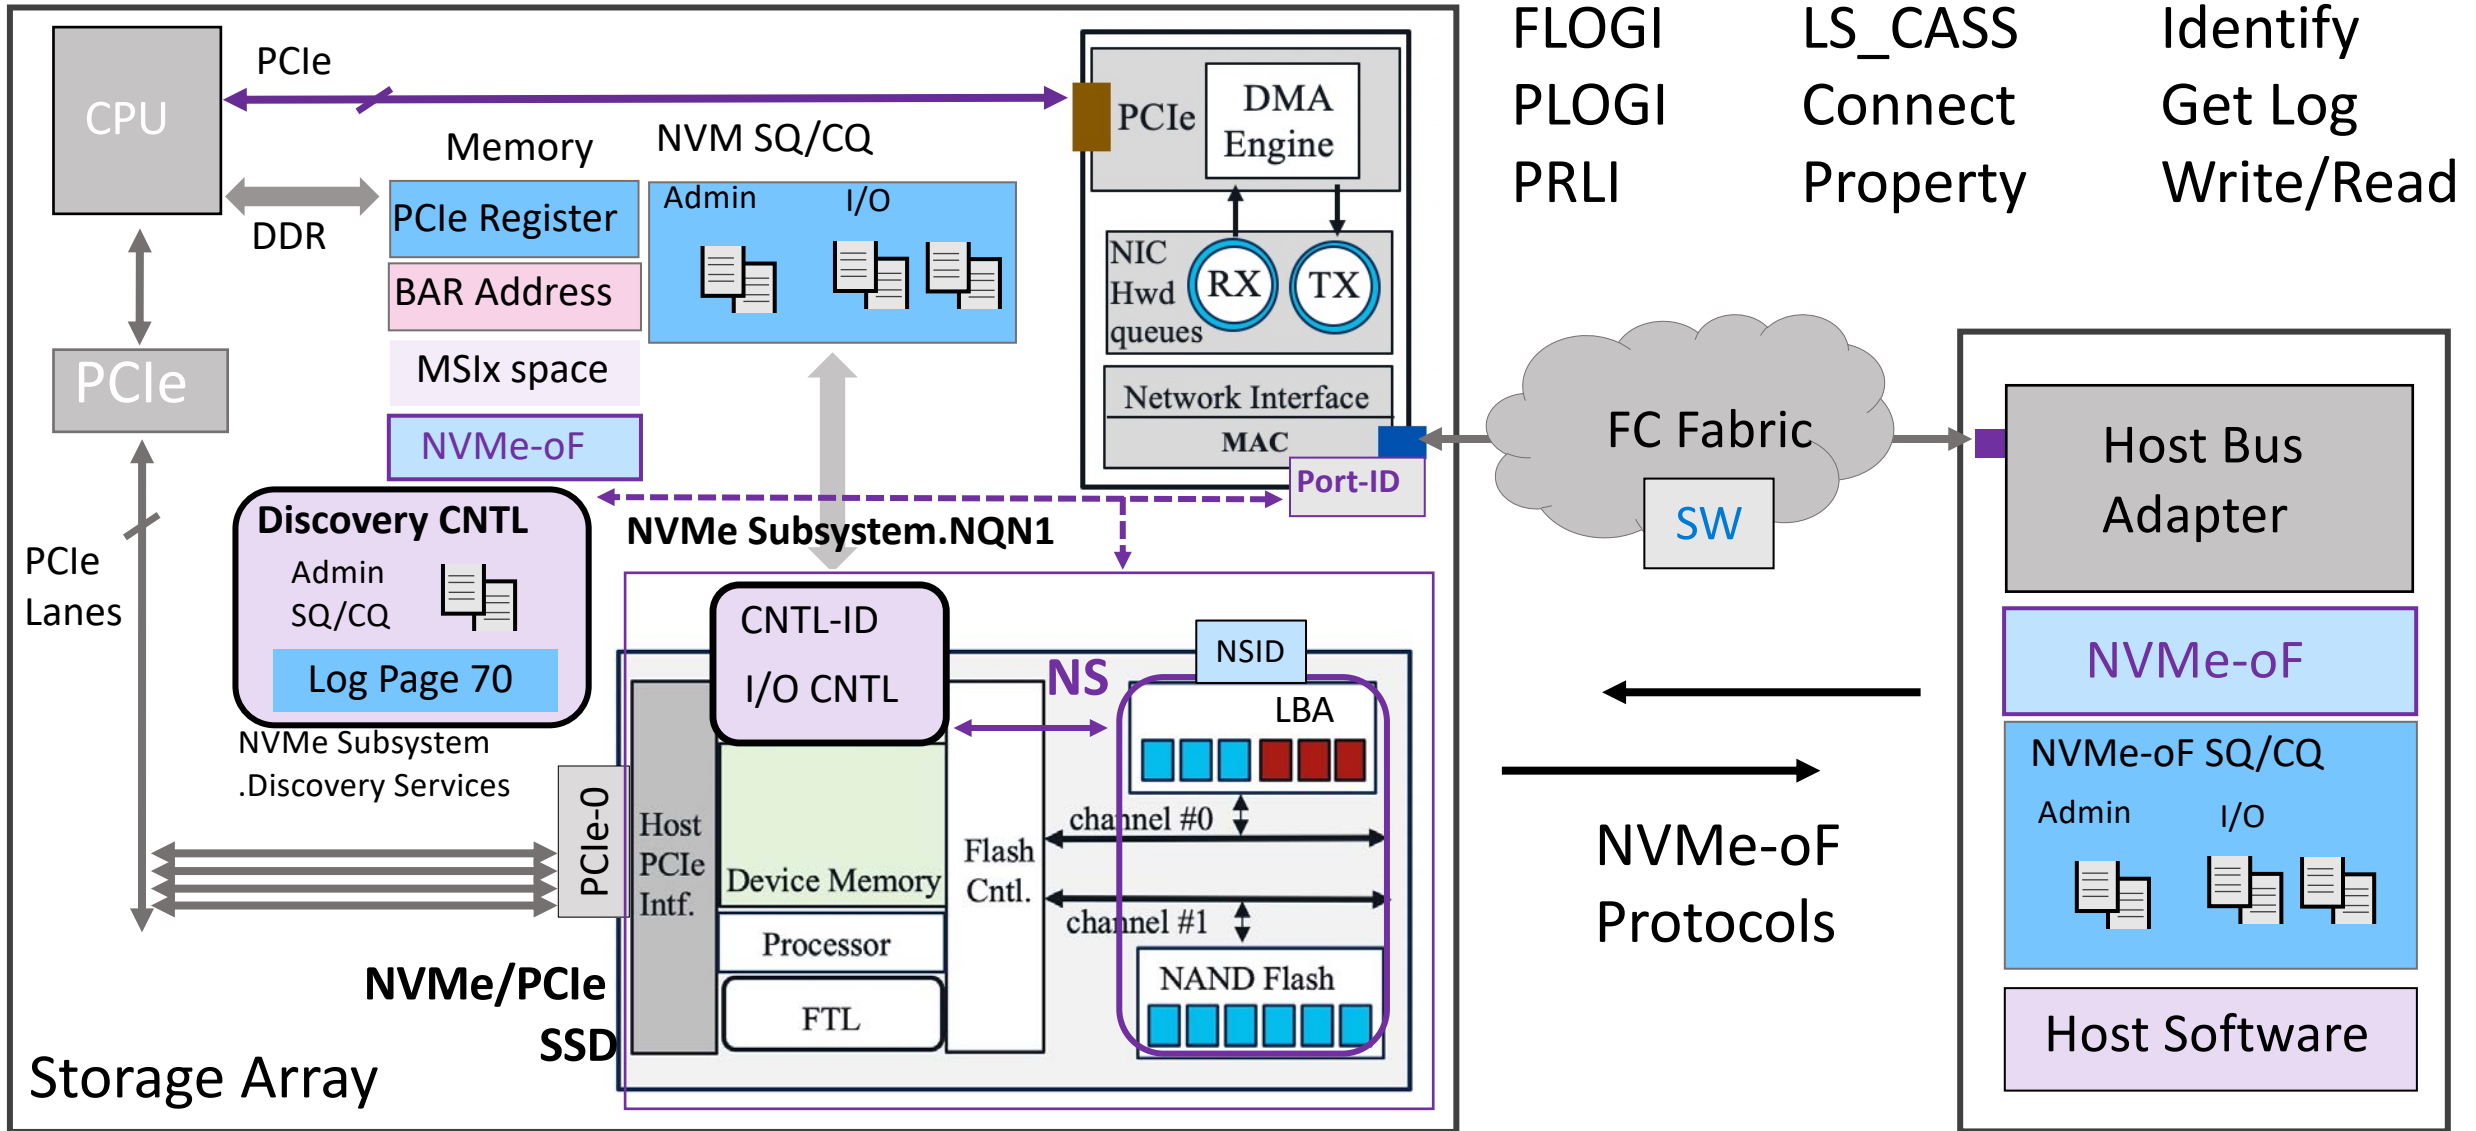 FLOGI
LS_CASS
Identify
PLOGI
Connect
Get Log
PRLI
Property
Write/Read
CPU
PCIe
Memory
NVM SQ/CQ
DDR
PCIe Register
BAR Address
MSIx space
NVMe-oF
Admin
I/O
PCIe
DMA
Engine
NIC
Hwd
queues
RX
TX
Network Interface
MAC
Port-ID
PCIe
PCIe
Lanes
Discovery CNTL
Admin
SQ/CQ
Log Page 70
NVMe Subsystem
.Discovery Services
NVMe Subsystem.NQN1
CNTL-ID
I/O CNTL
NS
NSID
LBA
PCIe-0
Host
PCIe
Intf.
Device Memory
Processor
FTL
Flash
Cntl.
channel #0
channel #1
NAND Flash
NVMe/PCIe
SSD
Storage Array
FC Fabric
SW
NVMe-oF
Protocols
Host Bus
Adapter
NVMe-oF
NVMe-oF SQ/CQ
Admin
I/O
Host Software